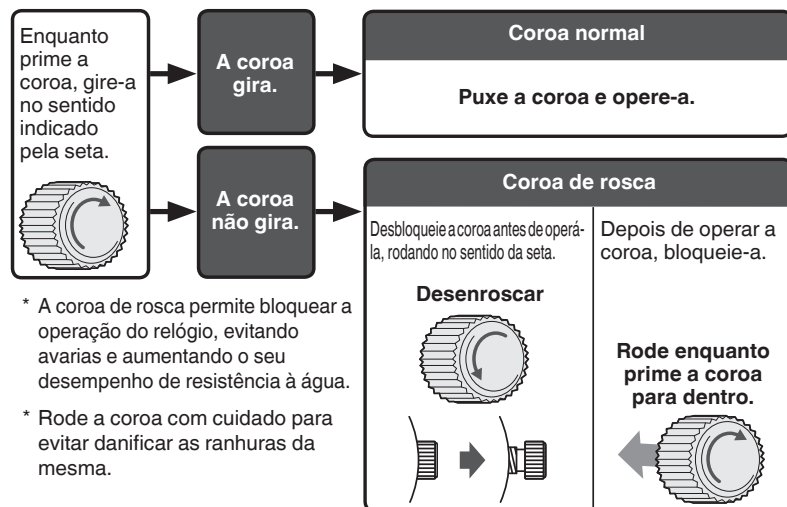 Enquanto
prime a
coroa, gire-a
no sentido
indicado
pela seta.
A coroa
gira.
Coroa normal
Puxe a coroa e opere-a.
A coroa
não gira.
Coroa de rosca
Desbloqueie a coroa antes de operá-
la, rodando no sentido da seta.
Desenroscar
Depois de operar a
coroa, bloqueie-a.
Rode enquanto
prime a coroa
para dentro.
* A coroa de rosca permite bloquear a
operação do relógio, evitando
avarias e aumentando o seu
desempenho de resistência à água.
* Rode a coroa com cuidado para
evitar danificar as ranhuras da
mesma.